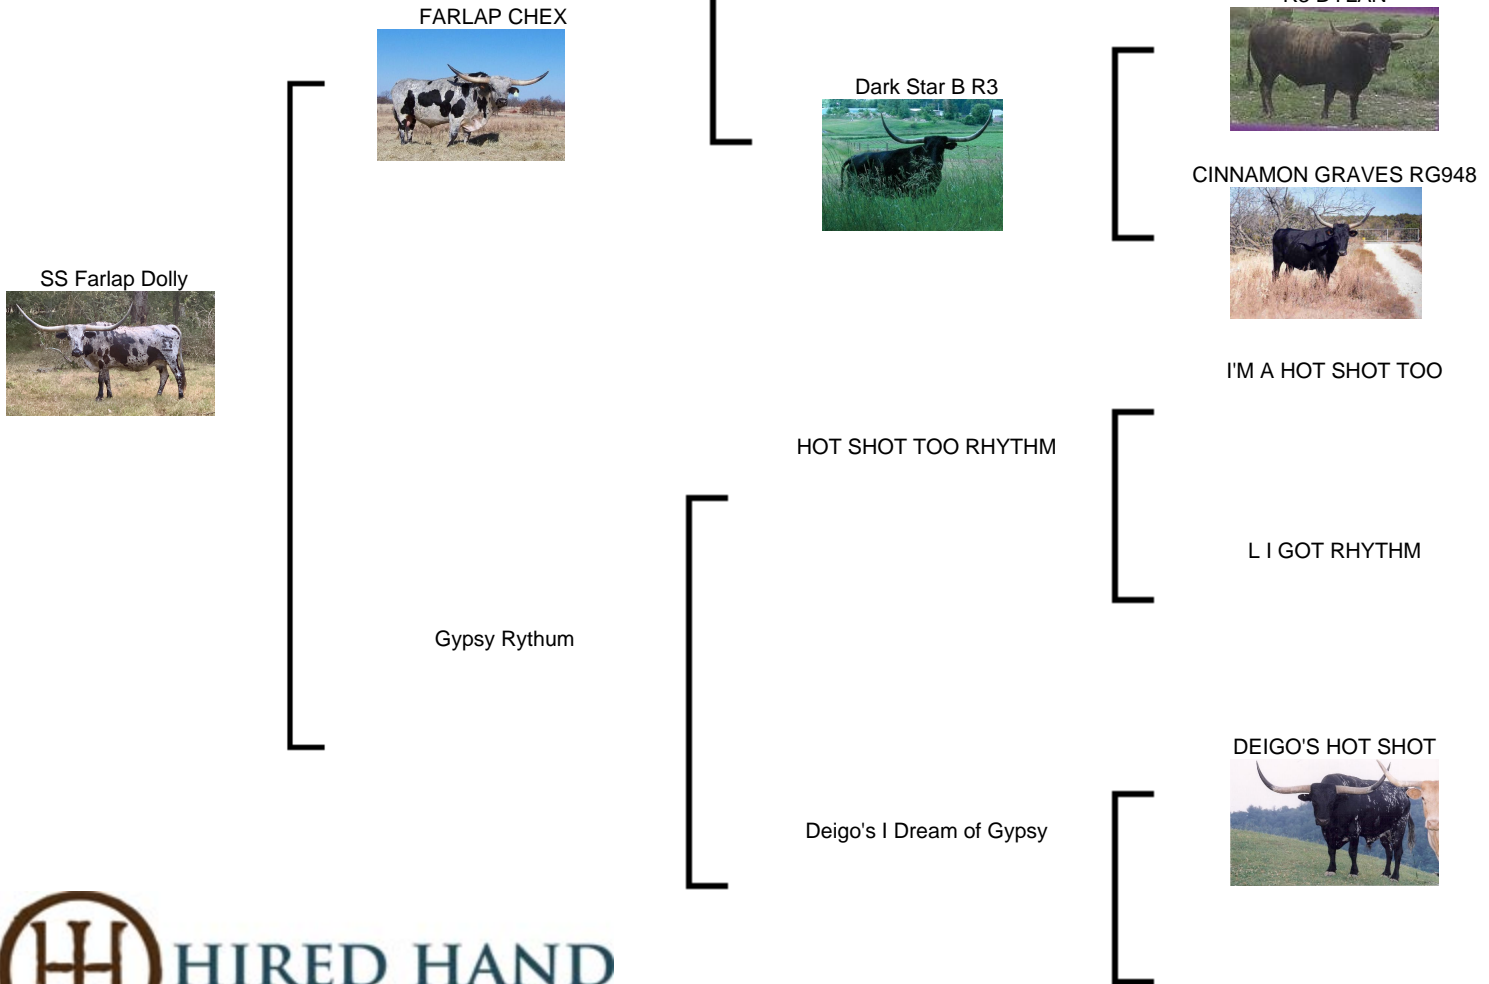 FARLAP CHEX
Dark Star B R3
CINNAMON GRAVES RG948
SS Farlap Dolly
I'M A HOT SHOT TOO
HOT SHOT TOO RHYTHM
L I GOT RHYTHM
Gypsy Rythum
DEIGO'S HOT SHOT
Deigo's I Dream of Gypsy
HIRED HAND